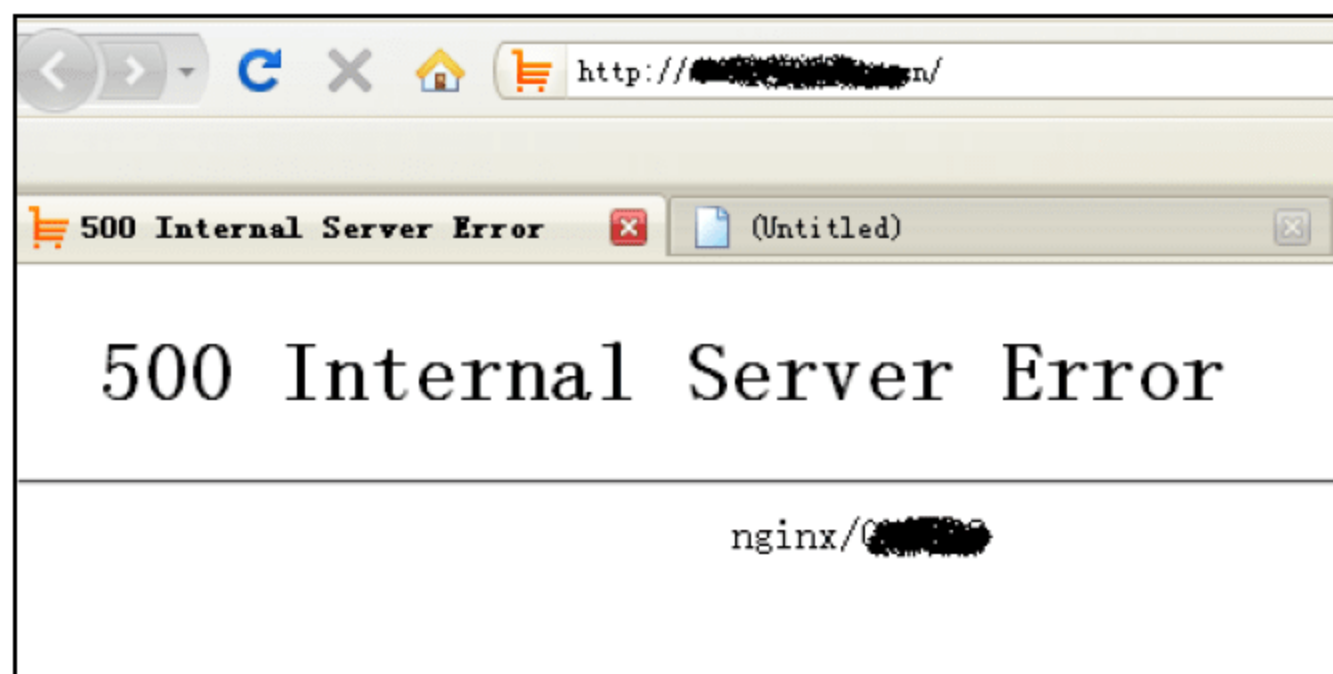 http://
500 Internal Server Error
(Untitled)
500 Internal Server Error
nginx/